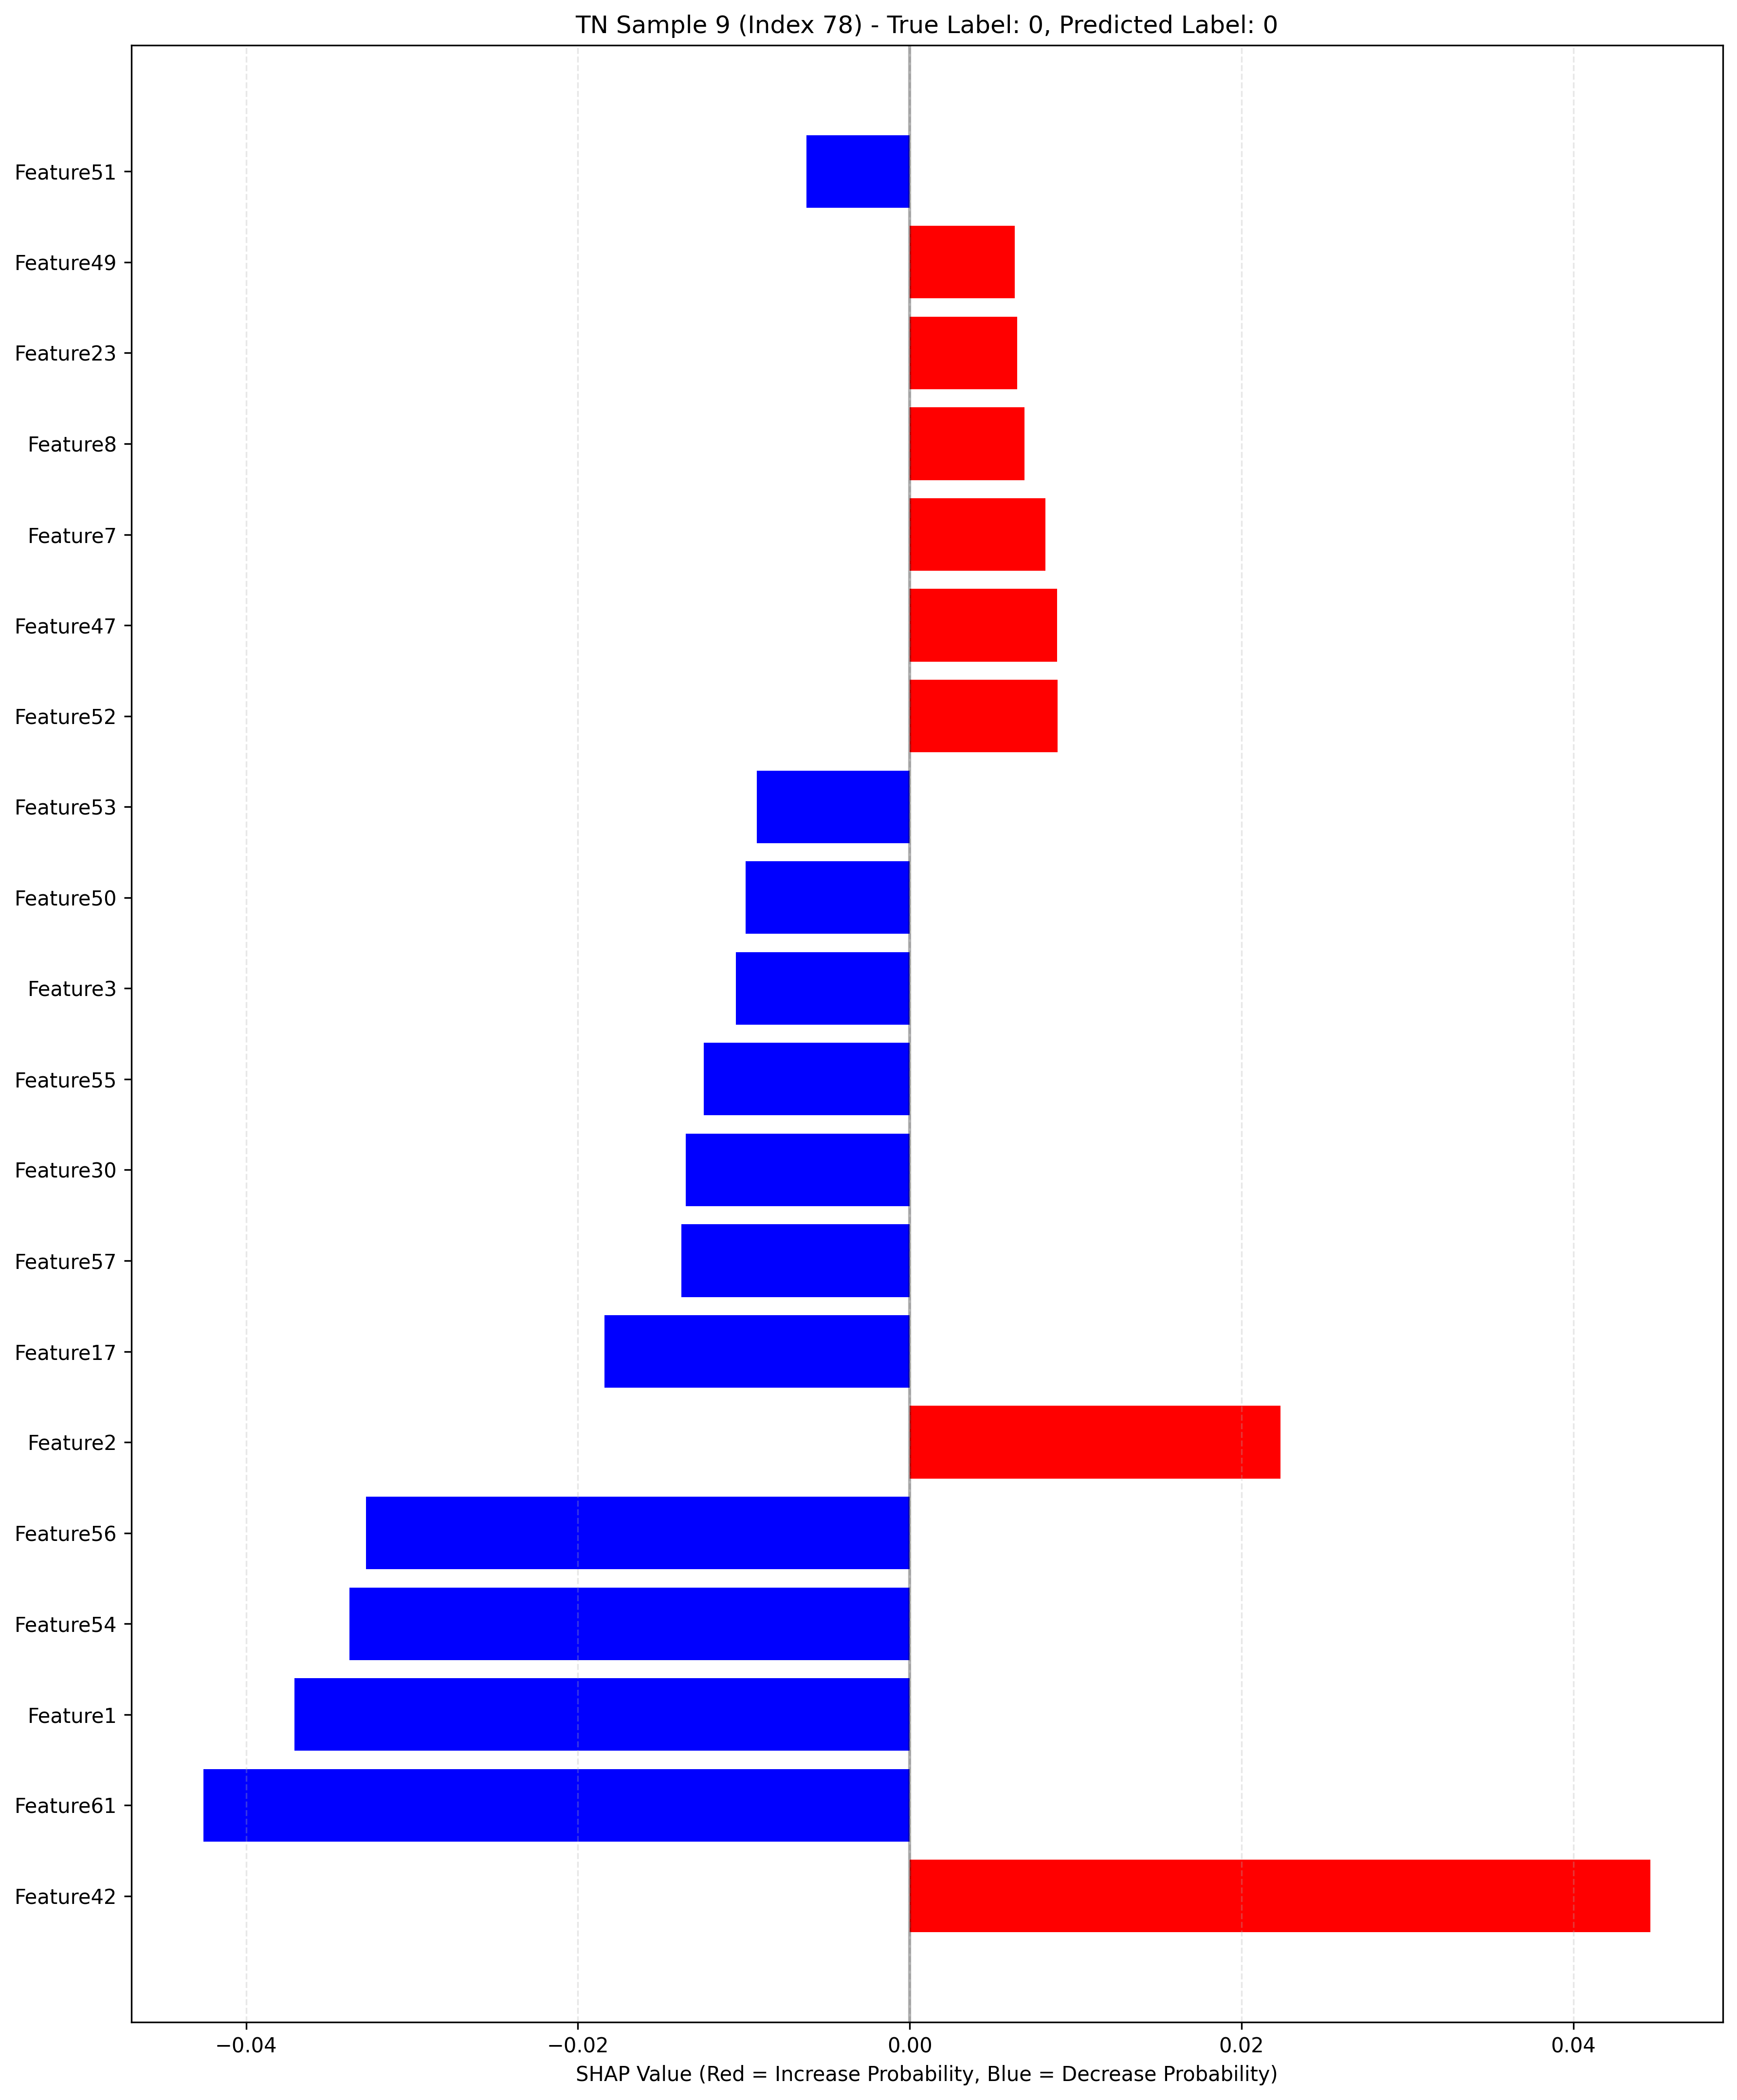 TN Sample 9 (Index 78) - True Label: 0, Predicted Label: 0
Feature51
Feature49
Feature23
Feature8
Feature7
Feature47
Feature52
Feature53
Feature50
Feature3
Feature55
Feature30
Feature57
Feature17
Feature2
Feature56
Feature54
Feature1
Feature61
Feature42
−0.04 −0.02 0.00 0.02 0.04
SHAP Value (Red = Increase Probability, Blue = Decrease Probability)